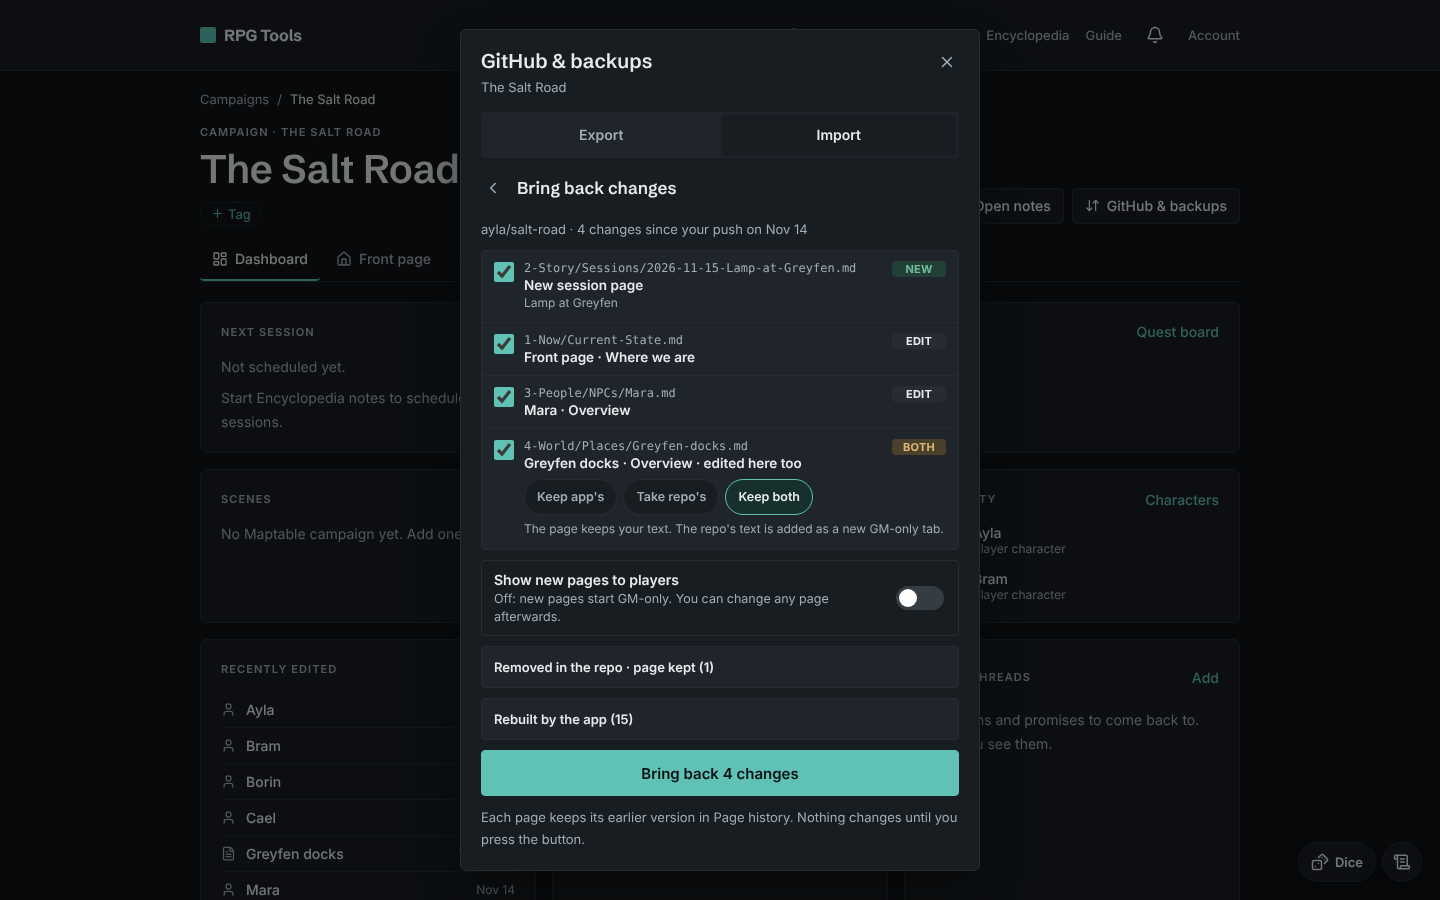 RPG Tools
Encyclopedia
Guide
Account
Campaigns / The Salt Road
CAMPAIGN · THE SALT ROAD
The Salt Road
+ Tag
Open notes
GitHub & backups
Dashboard
Front page
NEXT SESSION
Not scheduled yet.
Start Encyclopedia notes to schedule
sessions.
Quest board
SCENES
No Maptable campaign yet. Add one
Characters
Ayla
player character
Bram
player character
RECENTLY EDITED
Ayla
Bram
Borin
Cael
Greyfen docks
Mara
Nov 14
THREADS
Add
and promises to come back to.
see them.
Dice
GitHub & backups
The Salt Road
Export
Import
Bring back changes
ayla/salt-road · 4 changes since your push on Nov 14
2-Story/Sessions/2026-11-15-Lamp-at-Greyfen.md
NEW
New session page
Lamp at Greyfen
1-Now/Current-State.md
EDIT
Front page · Where we are
3-People/NPCs/Mara.md
EDIT
Mara · Overview
4-World/Places/Greyfen-docks.md
BOTH
Greyfen docks · Overview · edited here too
Keep app's
Take repo's
Keep both
The page keeps your text. The repo's text is added as a new GM-only tab.
Show new pages to players
Off: new pages start GM-only. You can change any page
afterwards.
Removed in the repo · page kept (1)
Rebuilt by the app (15)
Bring back 4 changes
Each page keeps its earlier version in Page history. Nothing changes until you
press the button.